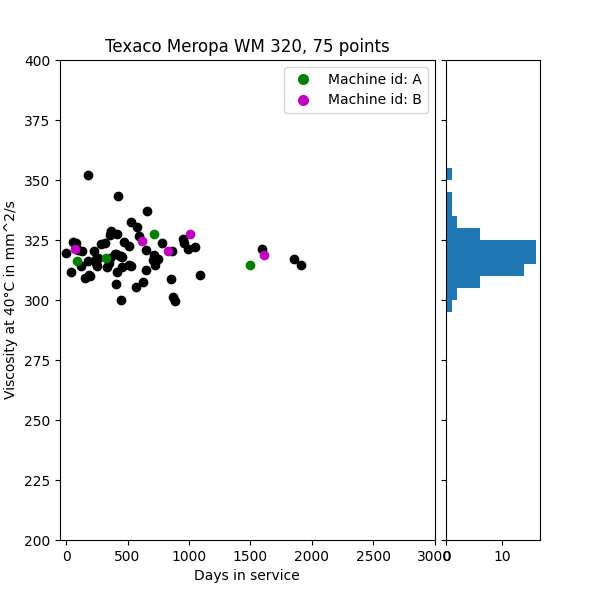 Texaco Meropa WM 320, 75 points
Machine id: A
Machine id: B
Viscosity at 40°C in mm^2/s
400
375
350
325
300
275
250
225
200
0 500 1000 1500 2000 2500 3000
0 10
Days in service